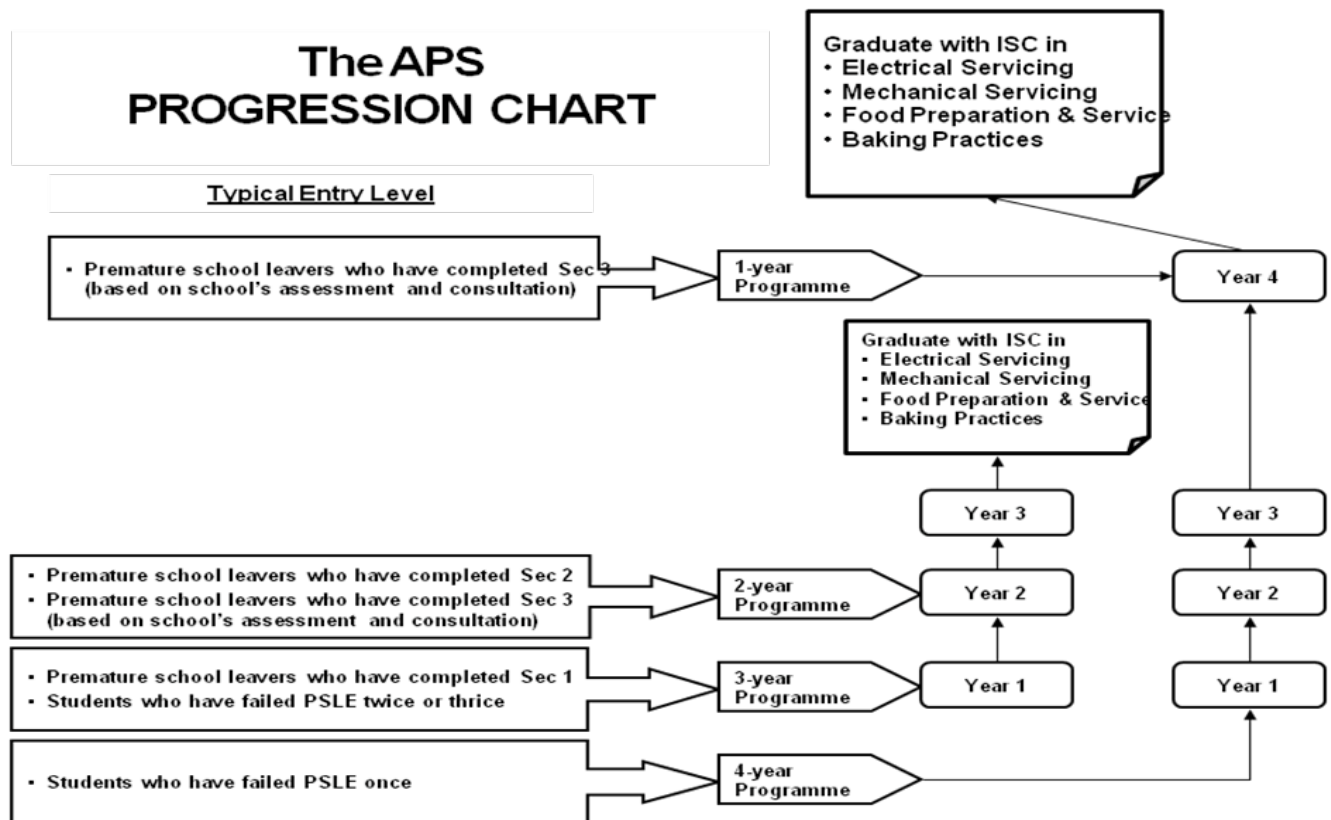 The APS
PROGRESSION CHART
Graduate with ISC in
• Electrical Servicing
• Mechanical Servicing
• Food Preparation & Service
• Baking Practices
Typical Entry Level
▪ Premature school leavers who have completed Sec 3
(based on school's assessment and consultation)
1-year
Programme
Year 4
Graduate with ISC in
▪ Electrical Servicing
▪ Mechanical Servicing
▪ Food Preparation & Service
▪ Baking Practices
Year 3
Year 3
▪ Premature school leavers who have completed Sec 2
▪ Premature school leavers who have completed Sec 3
(based on school's assessment and consultation)
2-year
Programme
Year 2
Year 2
▪ Premature school leavers who have completed Sec 1
▪ Students who have failed PSLE twice or thrice
3-year
Programme
Year 1
Year 1
▪ Students who have failed PSLE once
4-year
Programme